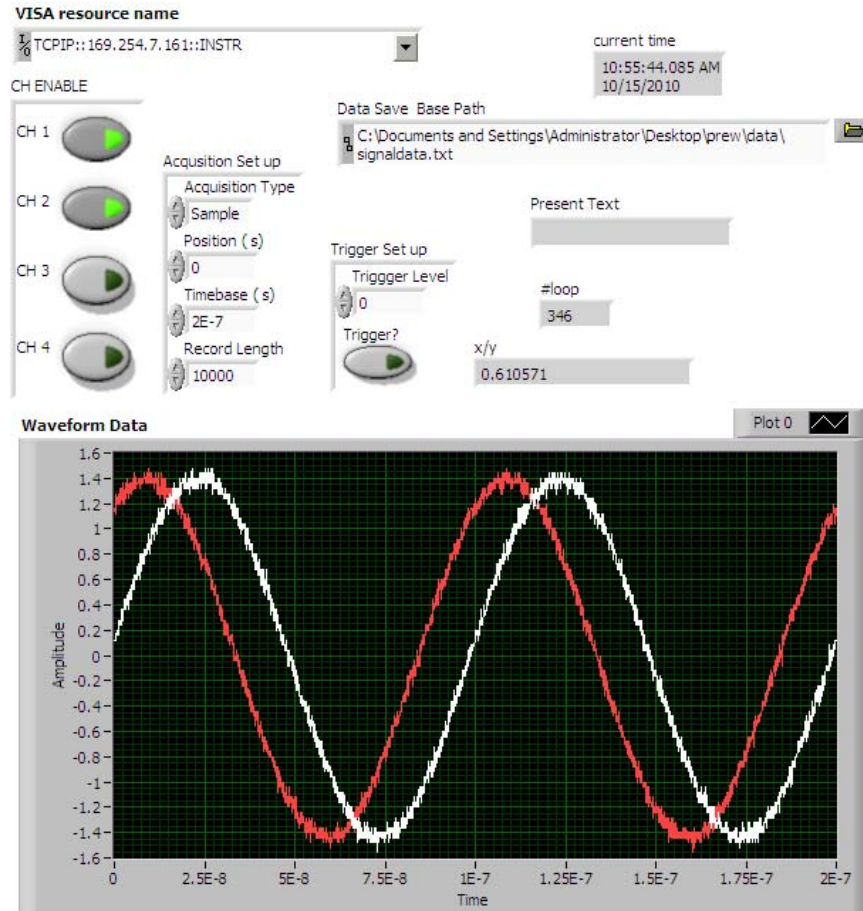 VISA resource name
I/O TCPIP::169.254.7.161::INSTR
current time
10:55:44.085 AM
10/15/2010
CH ENABLE
CH 1
CH 2
CH 3
CH 4
Data Save Base Path
C:\Documents and Settings\Administrator\Desktop\prew\data\
signaldata.txt
Acqusition Set up
Acquisition Type
Sample
Position (s)
0
Timebase (s)
2E-7
Record Length
10000
Trigger Set up
Triggger Level
0
Trigger?
Present Text
#loop
346
x/y
0.610571
Waveform Data
Plot 0
Amplitude
1.6
1.4
1.2
1
0.8
0.6
0.4
0.2
0
-0.2
-0.4
-0.6
-0.8
-1
-1.2
-1.4
-1.6
0 2.5E-8 5E-8 7.5E-8 1E-7 1.25E-7 1.5E-7 1.75E-7 2E-7
Time